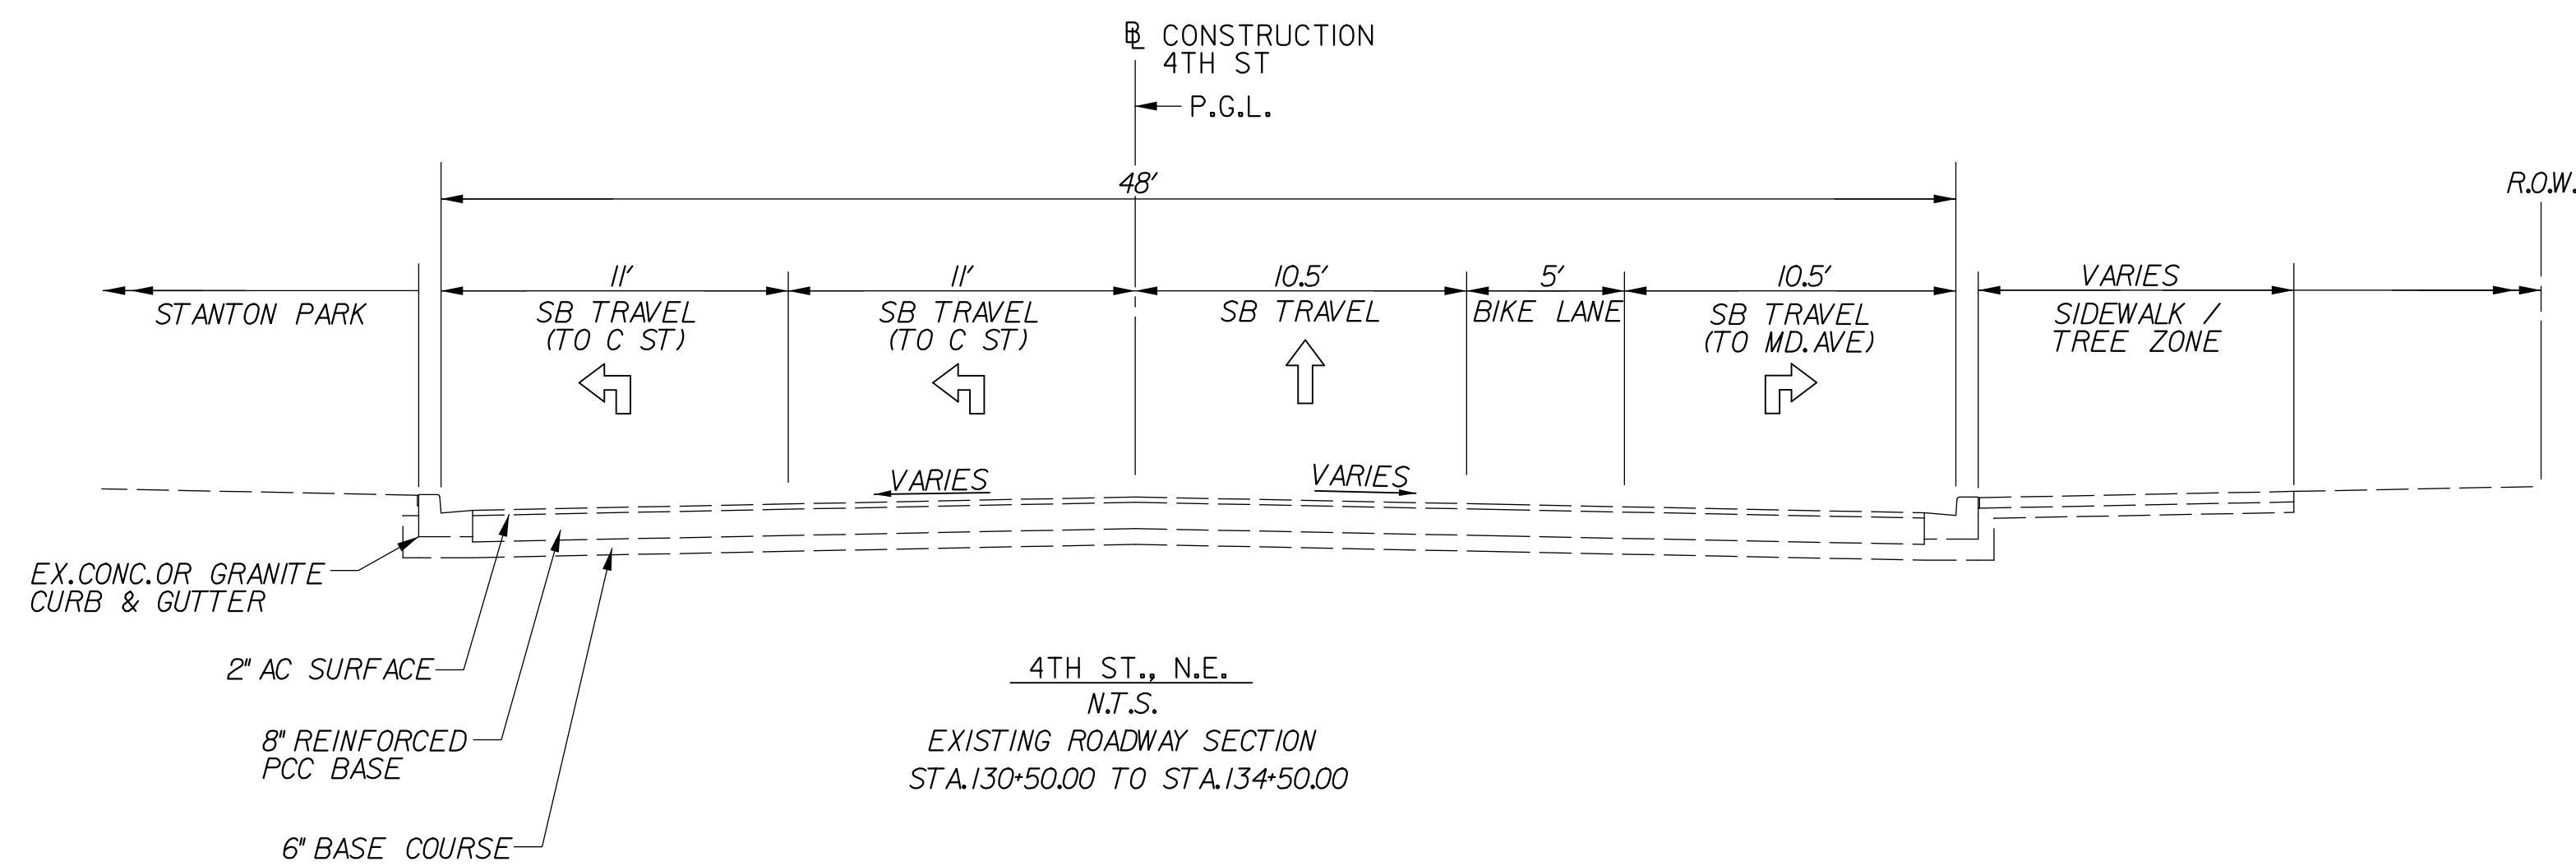 ℄ CONSTRUCTION
4TH ST
P.G.L.
48'
R.O.W.
11'
11'
10.5'
5'
10.5'
VARIES
STANTON PARK
SB TRAVEL
(TO C ST)
SB TRAVEL
(TO C ST)
SB TRAVEL
BIKE LANE
SB TRAVEL
(TO MD. AVE)
SIDEWALK /
TREE ZONE
VARIES
VARIES
EX. CONC. OR GRANITE
CURB & GUTTER
2" AC SURFACE
8" REINFORCED
PCC BASE
6" BASE COURSE
4TH ST., N.E.
N.T.S.
EXISTING ROADWAY SECTION
STA. 130+50.00 TO STA. 134+50.00